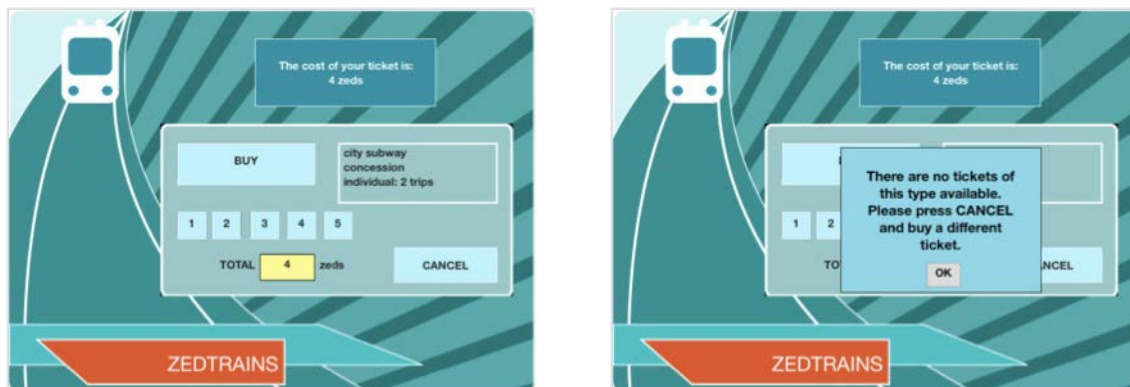 The cost of your ticket is:
4 zeds
BUY
city subway
concession
individual: 2 trips
1 2 3 4 5
TOTAL 4 zeds
CANCEL
ZEDTRAINS
The cost of your ticket is:
4 zeds
There are no tickets of
this type available.
Please press CANCEL
and buy a different
ticket.
1 2
OK
ZEDTRAINS